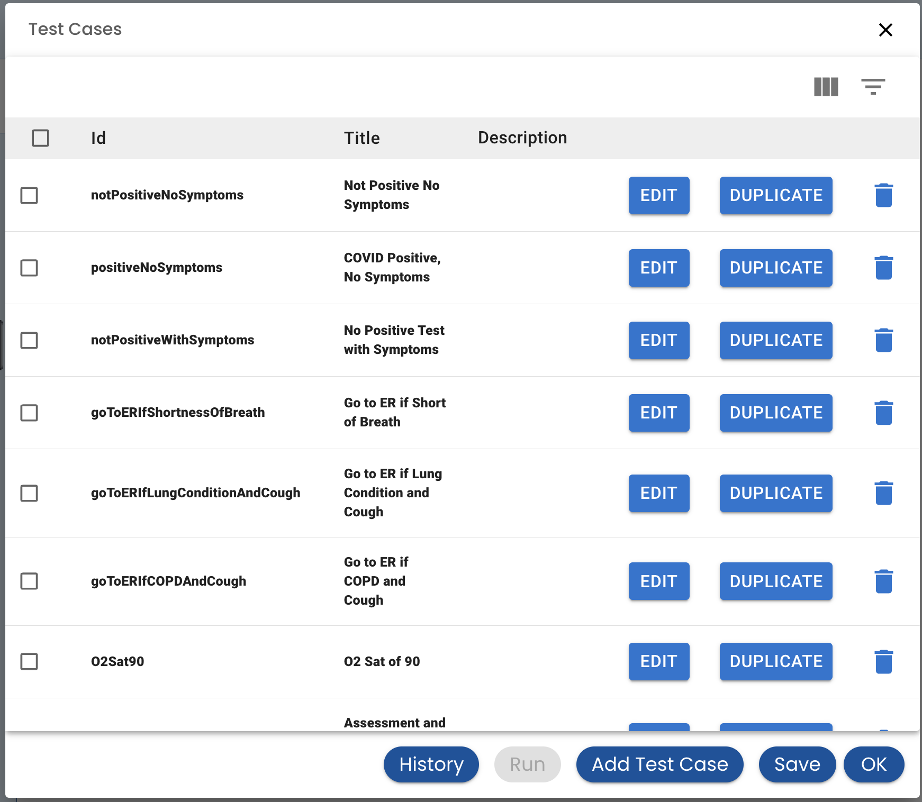 Test Cases
Id Title Description
notPositiveNoSymptoms Not Positive No Symptoms EDIT DUPLICATE
positiveNoSymptoms COVID Positive, No Symptoms EDIT DUPLICATE
notPositiveWithSymptoms No Positive Test with Symptoms EDIT DUPLICATE
goToERIfShortnessOfBreath Go to ER if Short of Breath EDIT DUPLICATE
goToERIfLungConditionAndCough Go to ER if Lung Condition and Cough EDIT DUPLICATE
goToERIfCOPDAndCough Go to ER if COPD and Cough EDIT DUPLICATE
O2Sat90 O2 Sat of 90 EDIT DUPLICATE
Assessment and
History Run Add Test Case Save OK